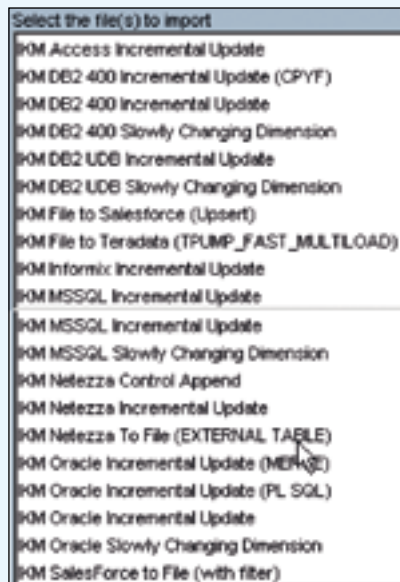 Select the file(s) to import
IKM Access Incremental Update
IKM DB2 400 Incremental Update (CPYF)
IKM DB2 400 Incremental Update
IKM DB2 400 Slowly Changing Dimension
IKM DB2 UDB Incremental Update
IKM DB2 UDB Slowly Changing Dimension
IKM File to Salesforce (Upsert)
IKM File to Teradata (TPUMP_FAST_MULTILOAD)
IKM Informix Incremental Update
IKM MSSQL Incremental Update
IKM MSSQL Incremental Update
IKM MSSQL Slowly Changing Dimension
IKM Netezza Control Append
IKM Netezza Incremental Update
IKM Netezza To File (EXTERNAL TABLE)
IKM Oracle Incremental Update (MERGE)
IKM Oracle Incremental Update (PL SQL)
IKM Oracle Incremental Update
IKM Oracle Slowly Changing Dimension
IKM SalesForce to File (with filter)